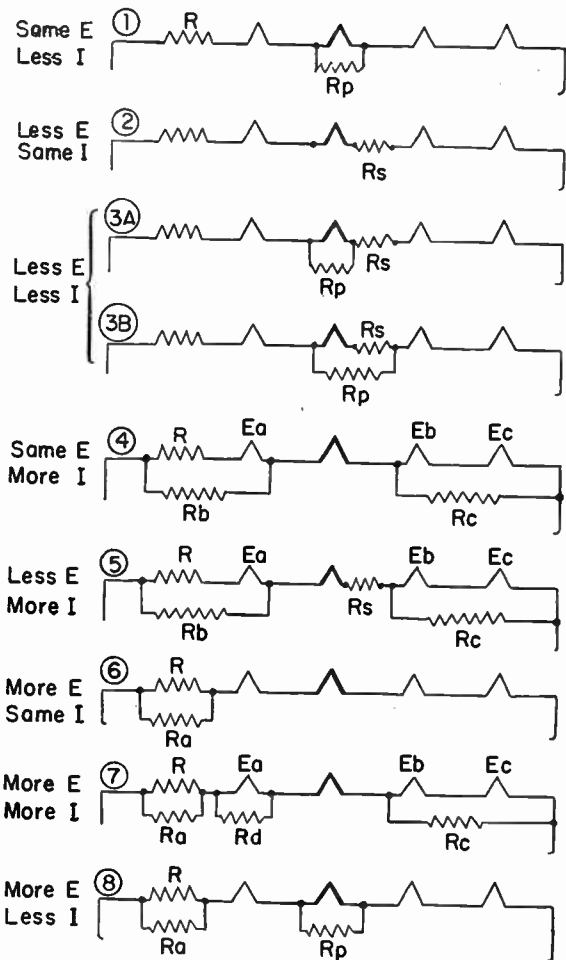 Same E
Less I
① R
Rp
Less E
Same I
②
Rs
Less E
Less I
3A
Rp Rs
3B
Rs
Rp
Same E
More I
④ R Ea Eb Ec
Rb Rc
Less E
More I
⑤ R Ea Eb Ec
Rs
Rb Rc
More E
Same I
⑥ R
Ra
More E
More I
⑦ R Ea Eb Ec
Ra Rd Rc
More E
Less I
⑧ R
Ra Rp